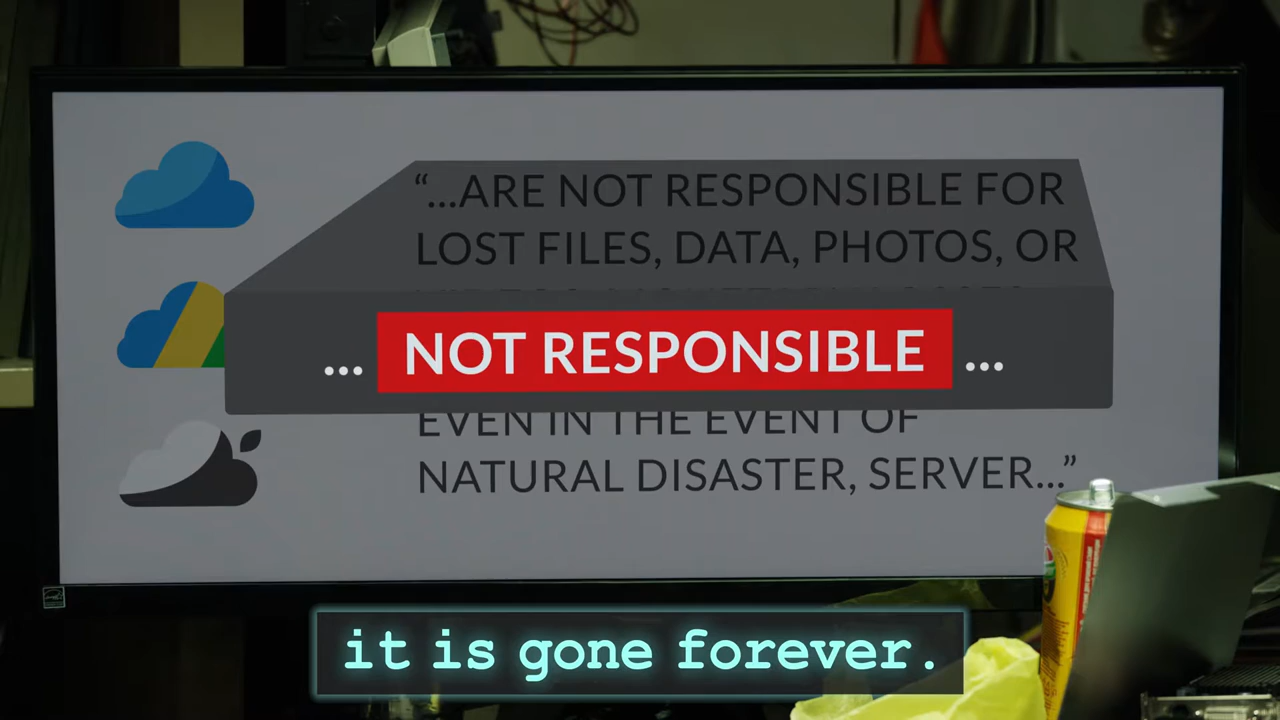 “...ARE NOT RESPONSIBLE FOR
LOST FILES, DATA, PHOTOS, OR
... NOT RESPONSIBLE ...
EVEN IN THE EVENT OF
NATURAL DISASTER, SERVER...”
it is gone forever.